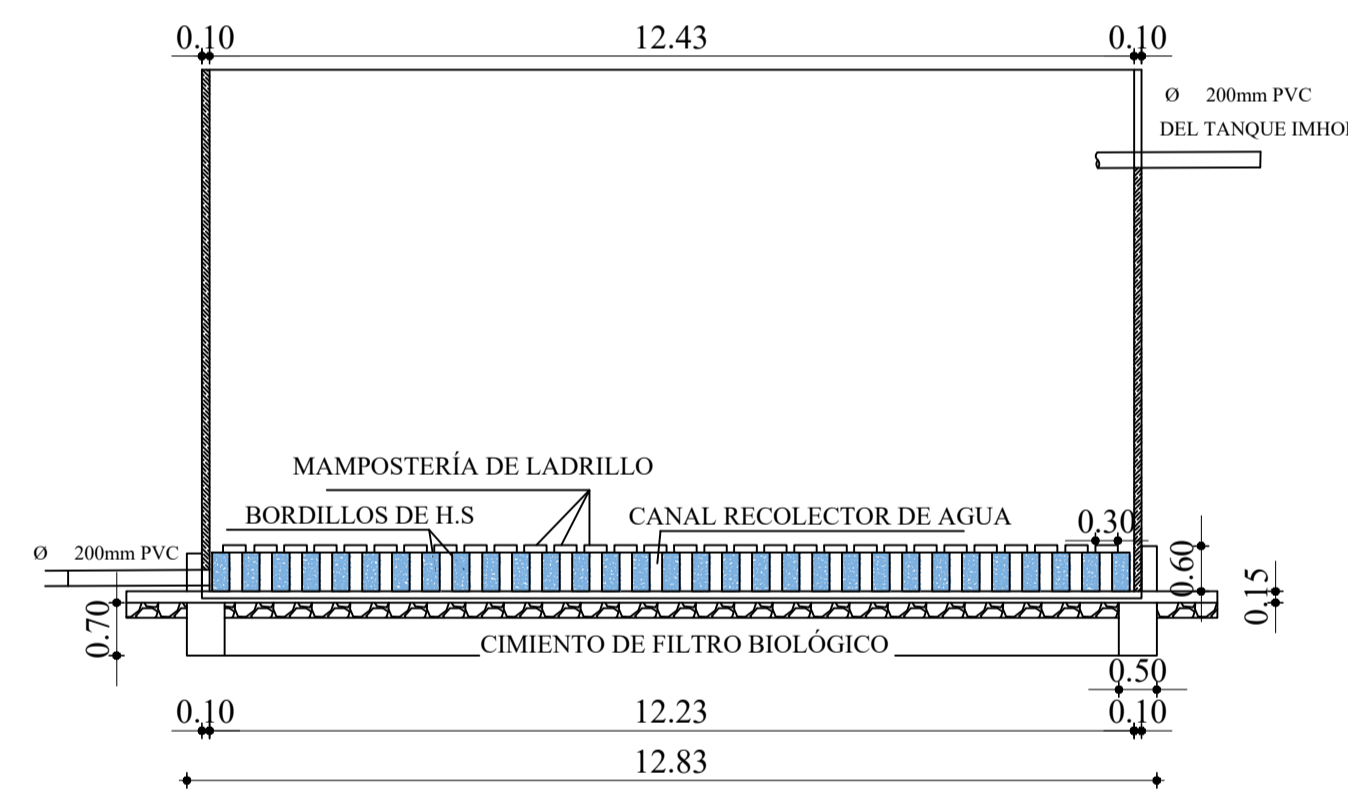 0.10 12.43 0.10
Ø 200mm PVC
DEL TANQUE IMHO
MAMPOSTERÍA DE LADRILLO
BORDILLOS DE H.S
CANAL RECOLECTOR DE AGUA
0.30
Ø 200mm PVC
0.60
0.15
0.70
CIMIENTO DE FILTRO BIOLÓGICO
0.50
0.10 12.23 0.10
12.83